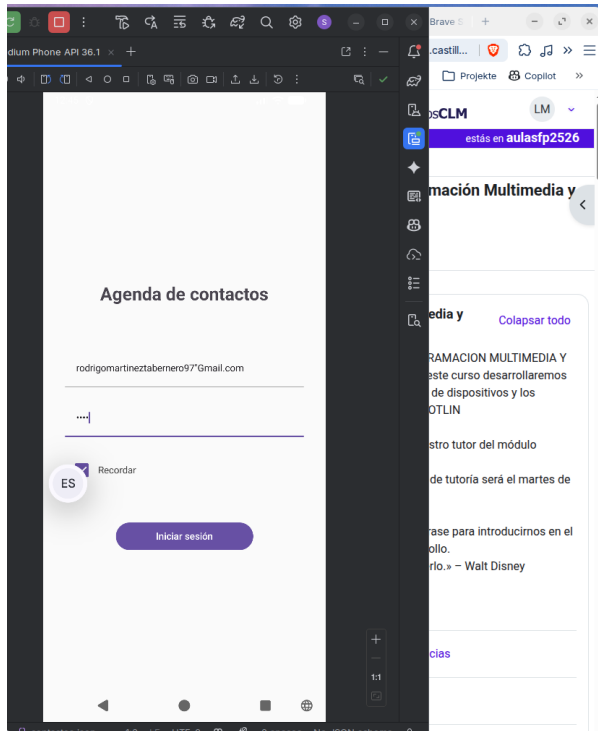 S
Brave S
dium Phone API 36.1
.castill...
Projekte
Copilot
osCLM
LM
estás en aulasfp2526
mación Multimedia y
Agenda de contactos
edia y
Colapsar todo
RAMACION MULTIMEDIA Y
este curso desarrollaremos
de dispositivos y los
OTLIN
rodrigomartineztabernero97"Gmail.com
....
stro tutor del módulo
Recordar
ES
de tutoría será el martes de
Iniciar sesión
rase para introducirnos en el
ollo.
rlo.» – Walt Disney
1:1
cias